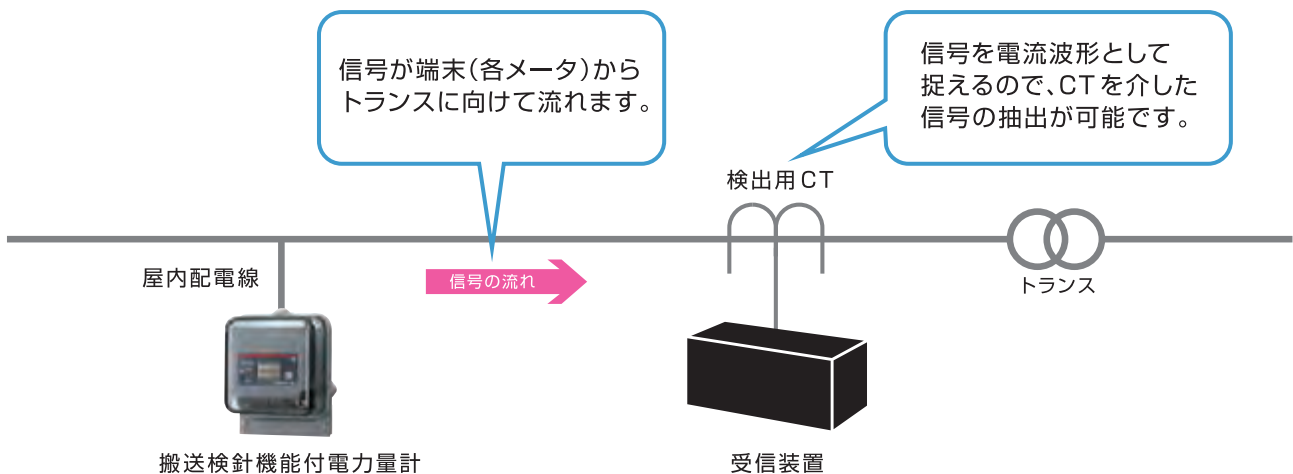 信号が端末(各メータ)から
トランスに向けて流れます。
信号を電流波形として
捉えるので、CTを介した
信号の抽出が可能です。
検出用CT
屋内配電線
信号の流れ
トランス
搬送検針機能付電力量計
受信装置